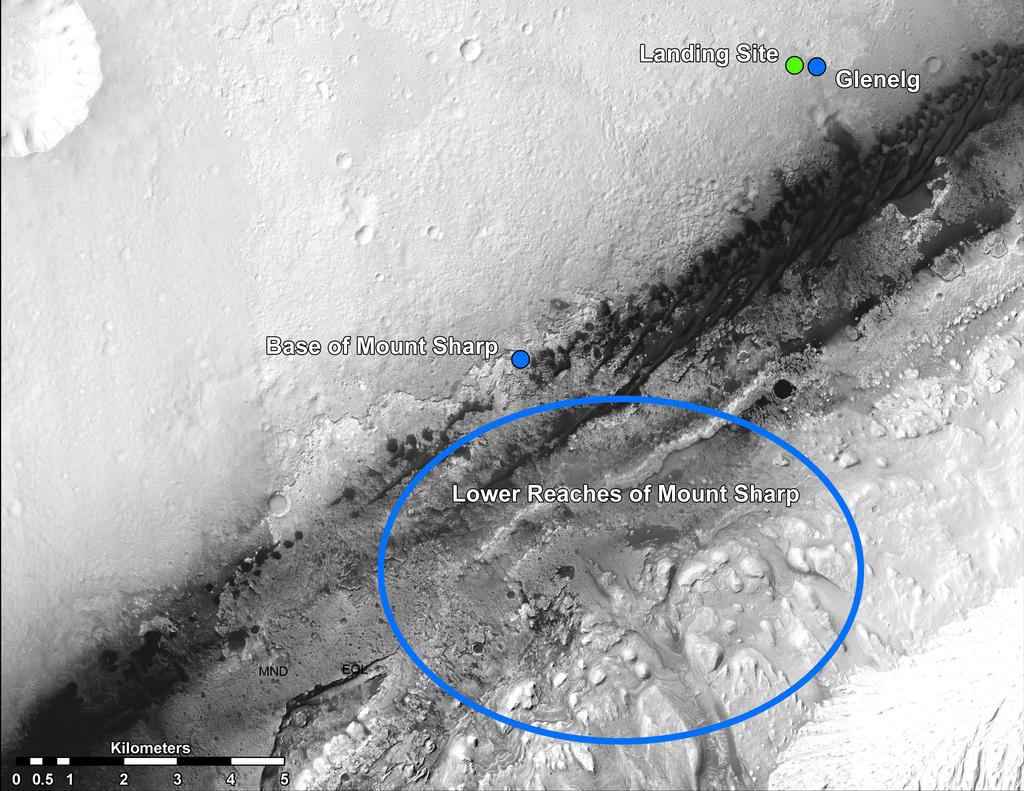 Landing Site
Glenelg
Base of Mount Sharp
Lower Reaches of Mount Sharp
MND
EOL
Kilometers
0 0.5 1 2 3 4 5